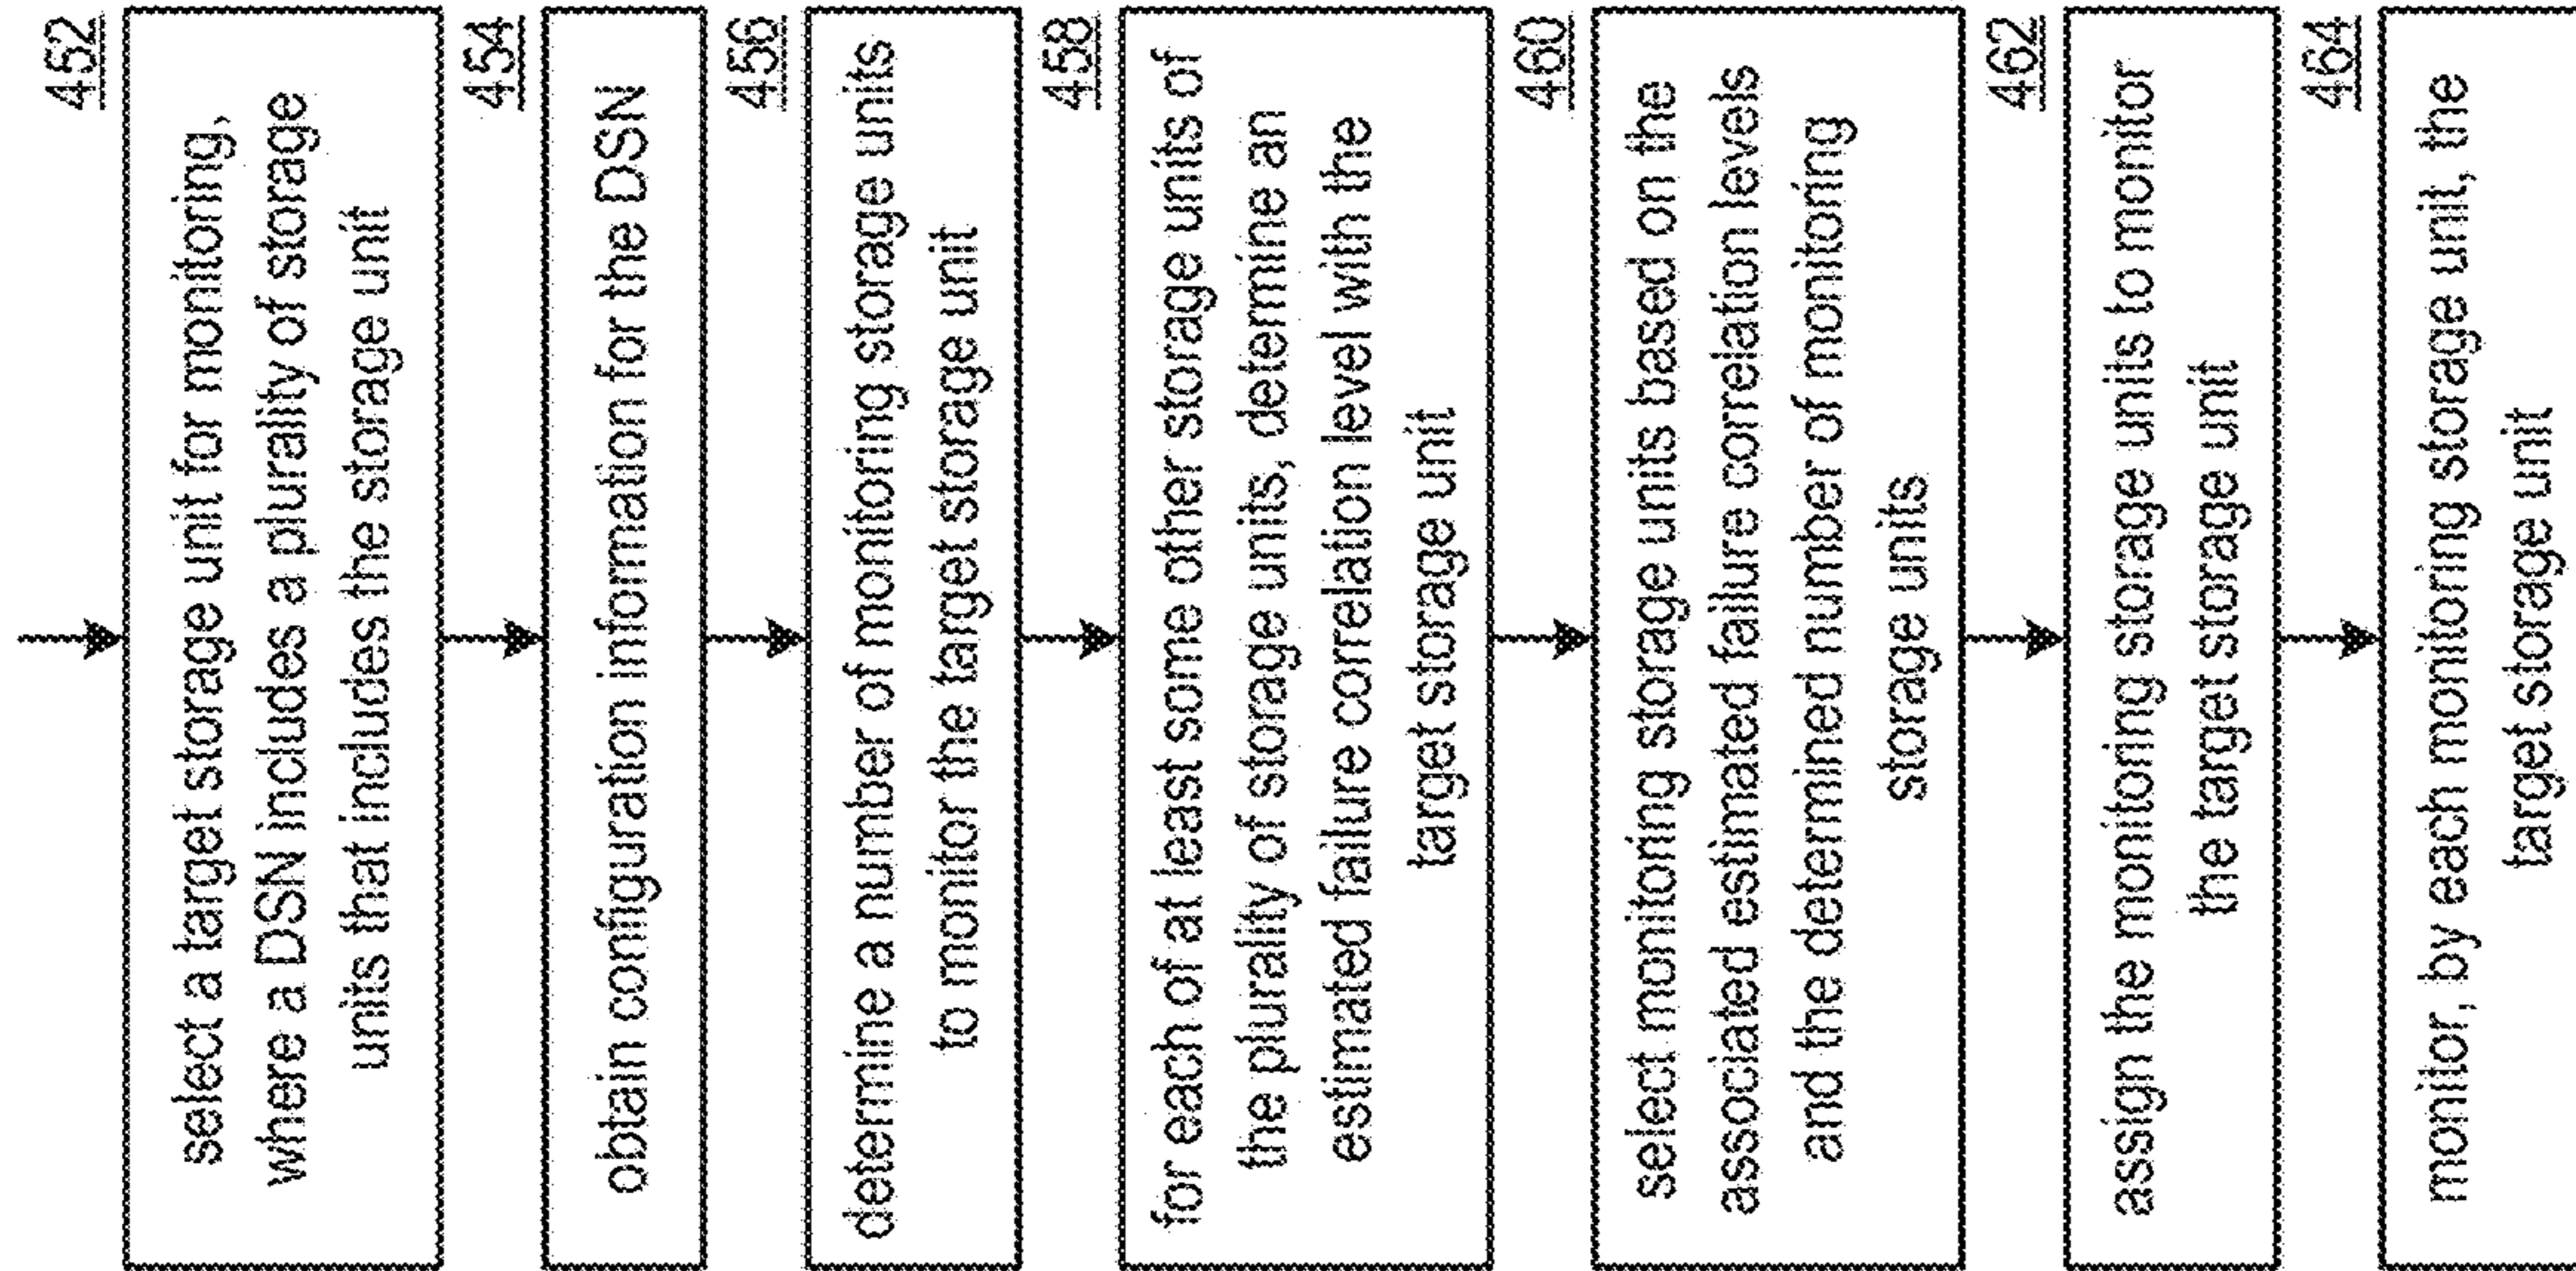 452
select a target storage unit for monitoring,
where a DSN includes a plurality of storage
units that includes the storage unit
454
obtain configuration information for the DSN
456
determine a number of monitoring storage units
to monitor the target storage unit
458
for each of at least some other storage units of
the plurality of storage units, determine an
estimated failure correlation level with the
target storage unit
460
select monitoring storage units based on the
associated estimated failure correlation levels
and the determined number of monitoring
storage units
462
assign the monitoring storage units to monitor
the target storage unit
464
monitor, by each monitoring storage unit, the
target storage unit